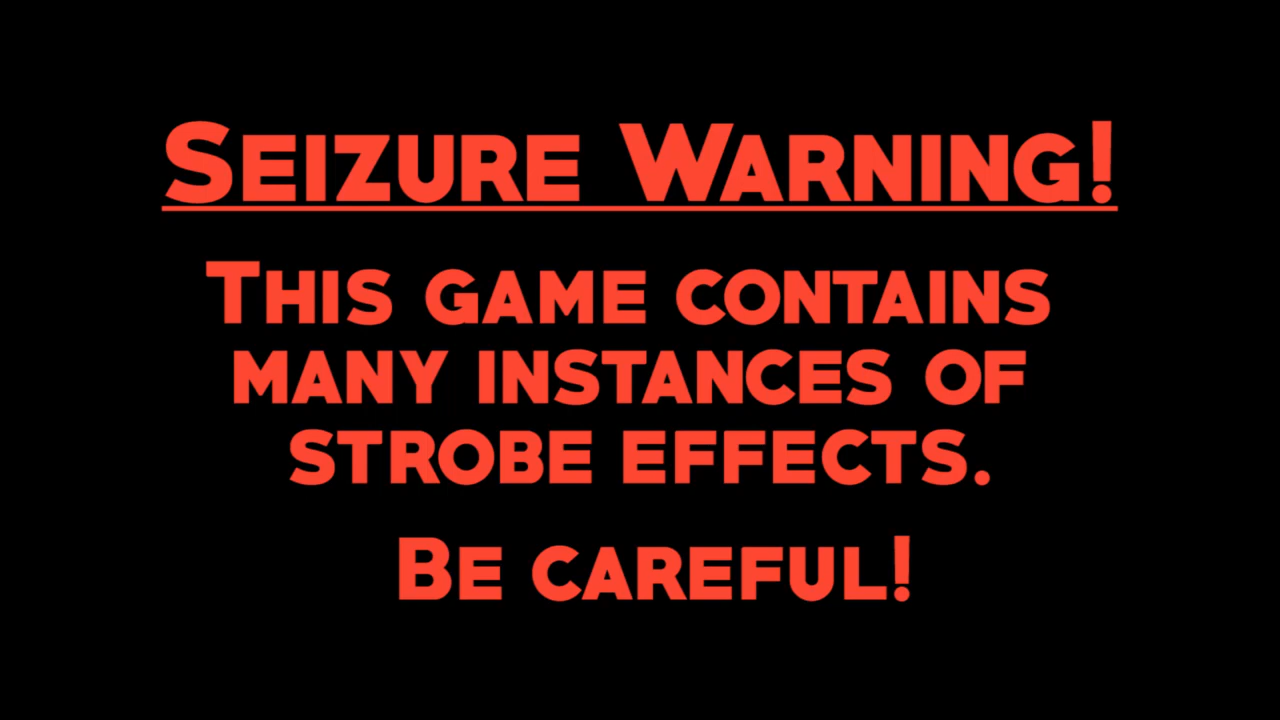 Seizure Warning!
This game contains
many instances of
strobe effects.
Be careful!